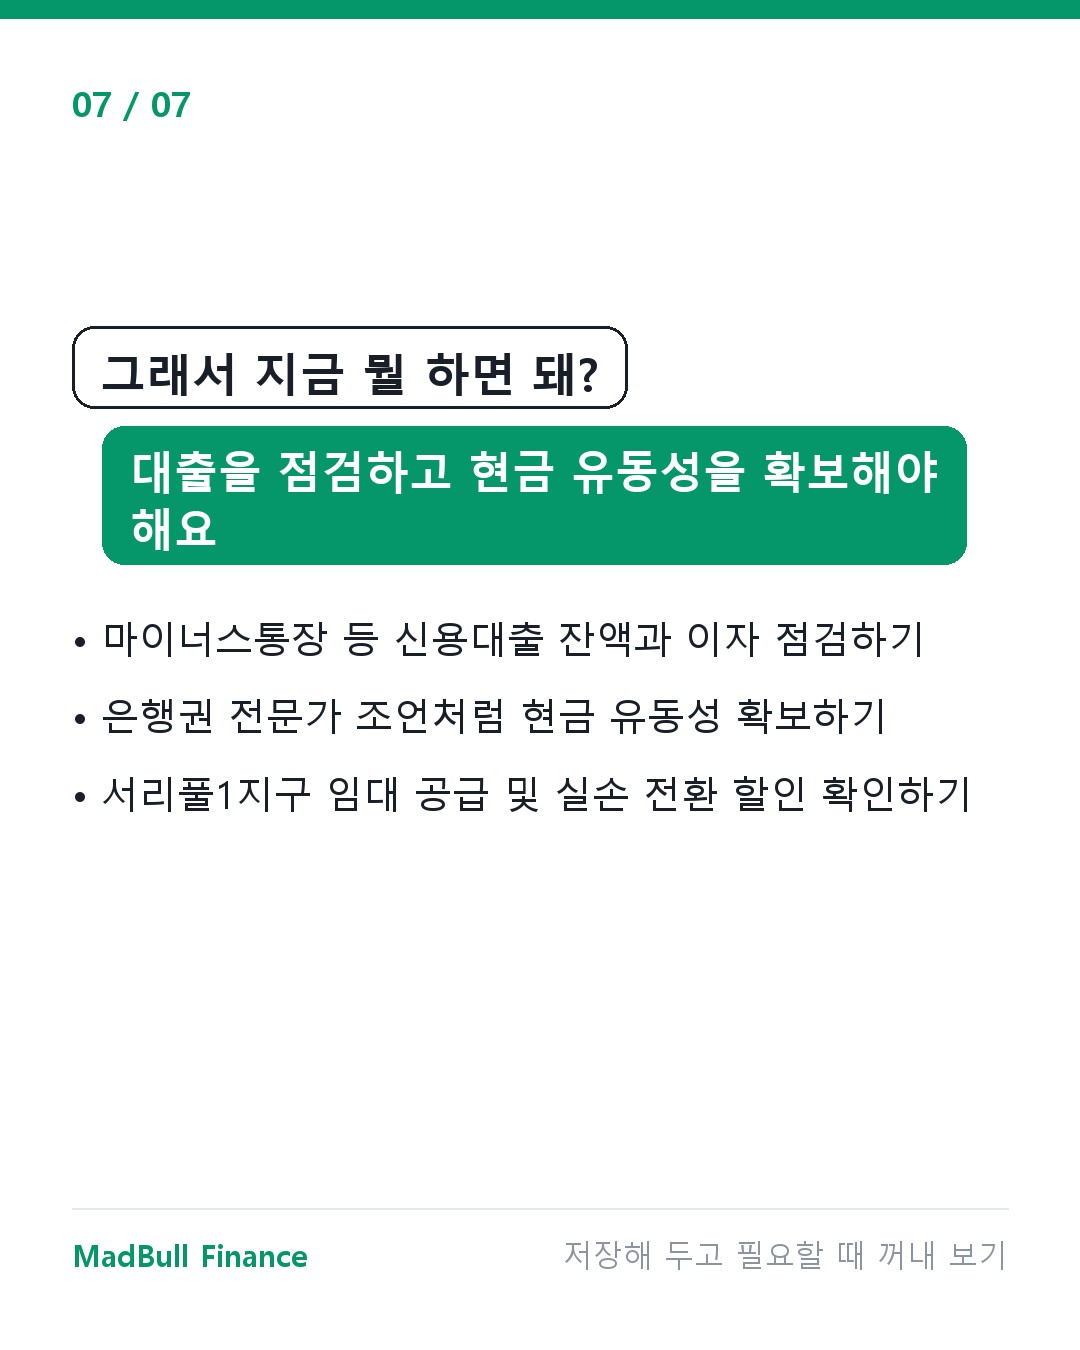 07 / 07
그래서 지금 뭘 하면 돼?
대출을 점검하고 현금 유동성을 확보해야
해요
• 마이너스통장 등 신용대출 잔액과 이자 점검하기
• 은행권 전문가 조언처럼 현금 유동성 확보하기
• 서리풀1지구 임대 공급 및 실손 전환 할인 확인하기
MadBull Finance
저장해 두고 필요할 때 꺼내 보기